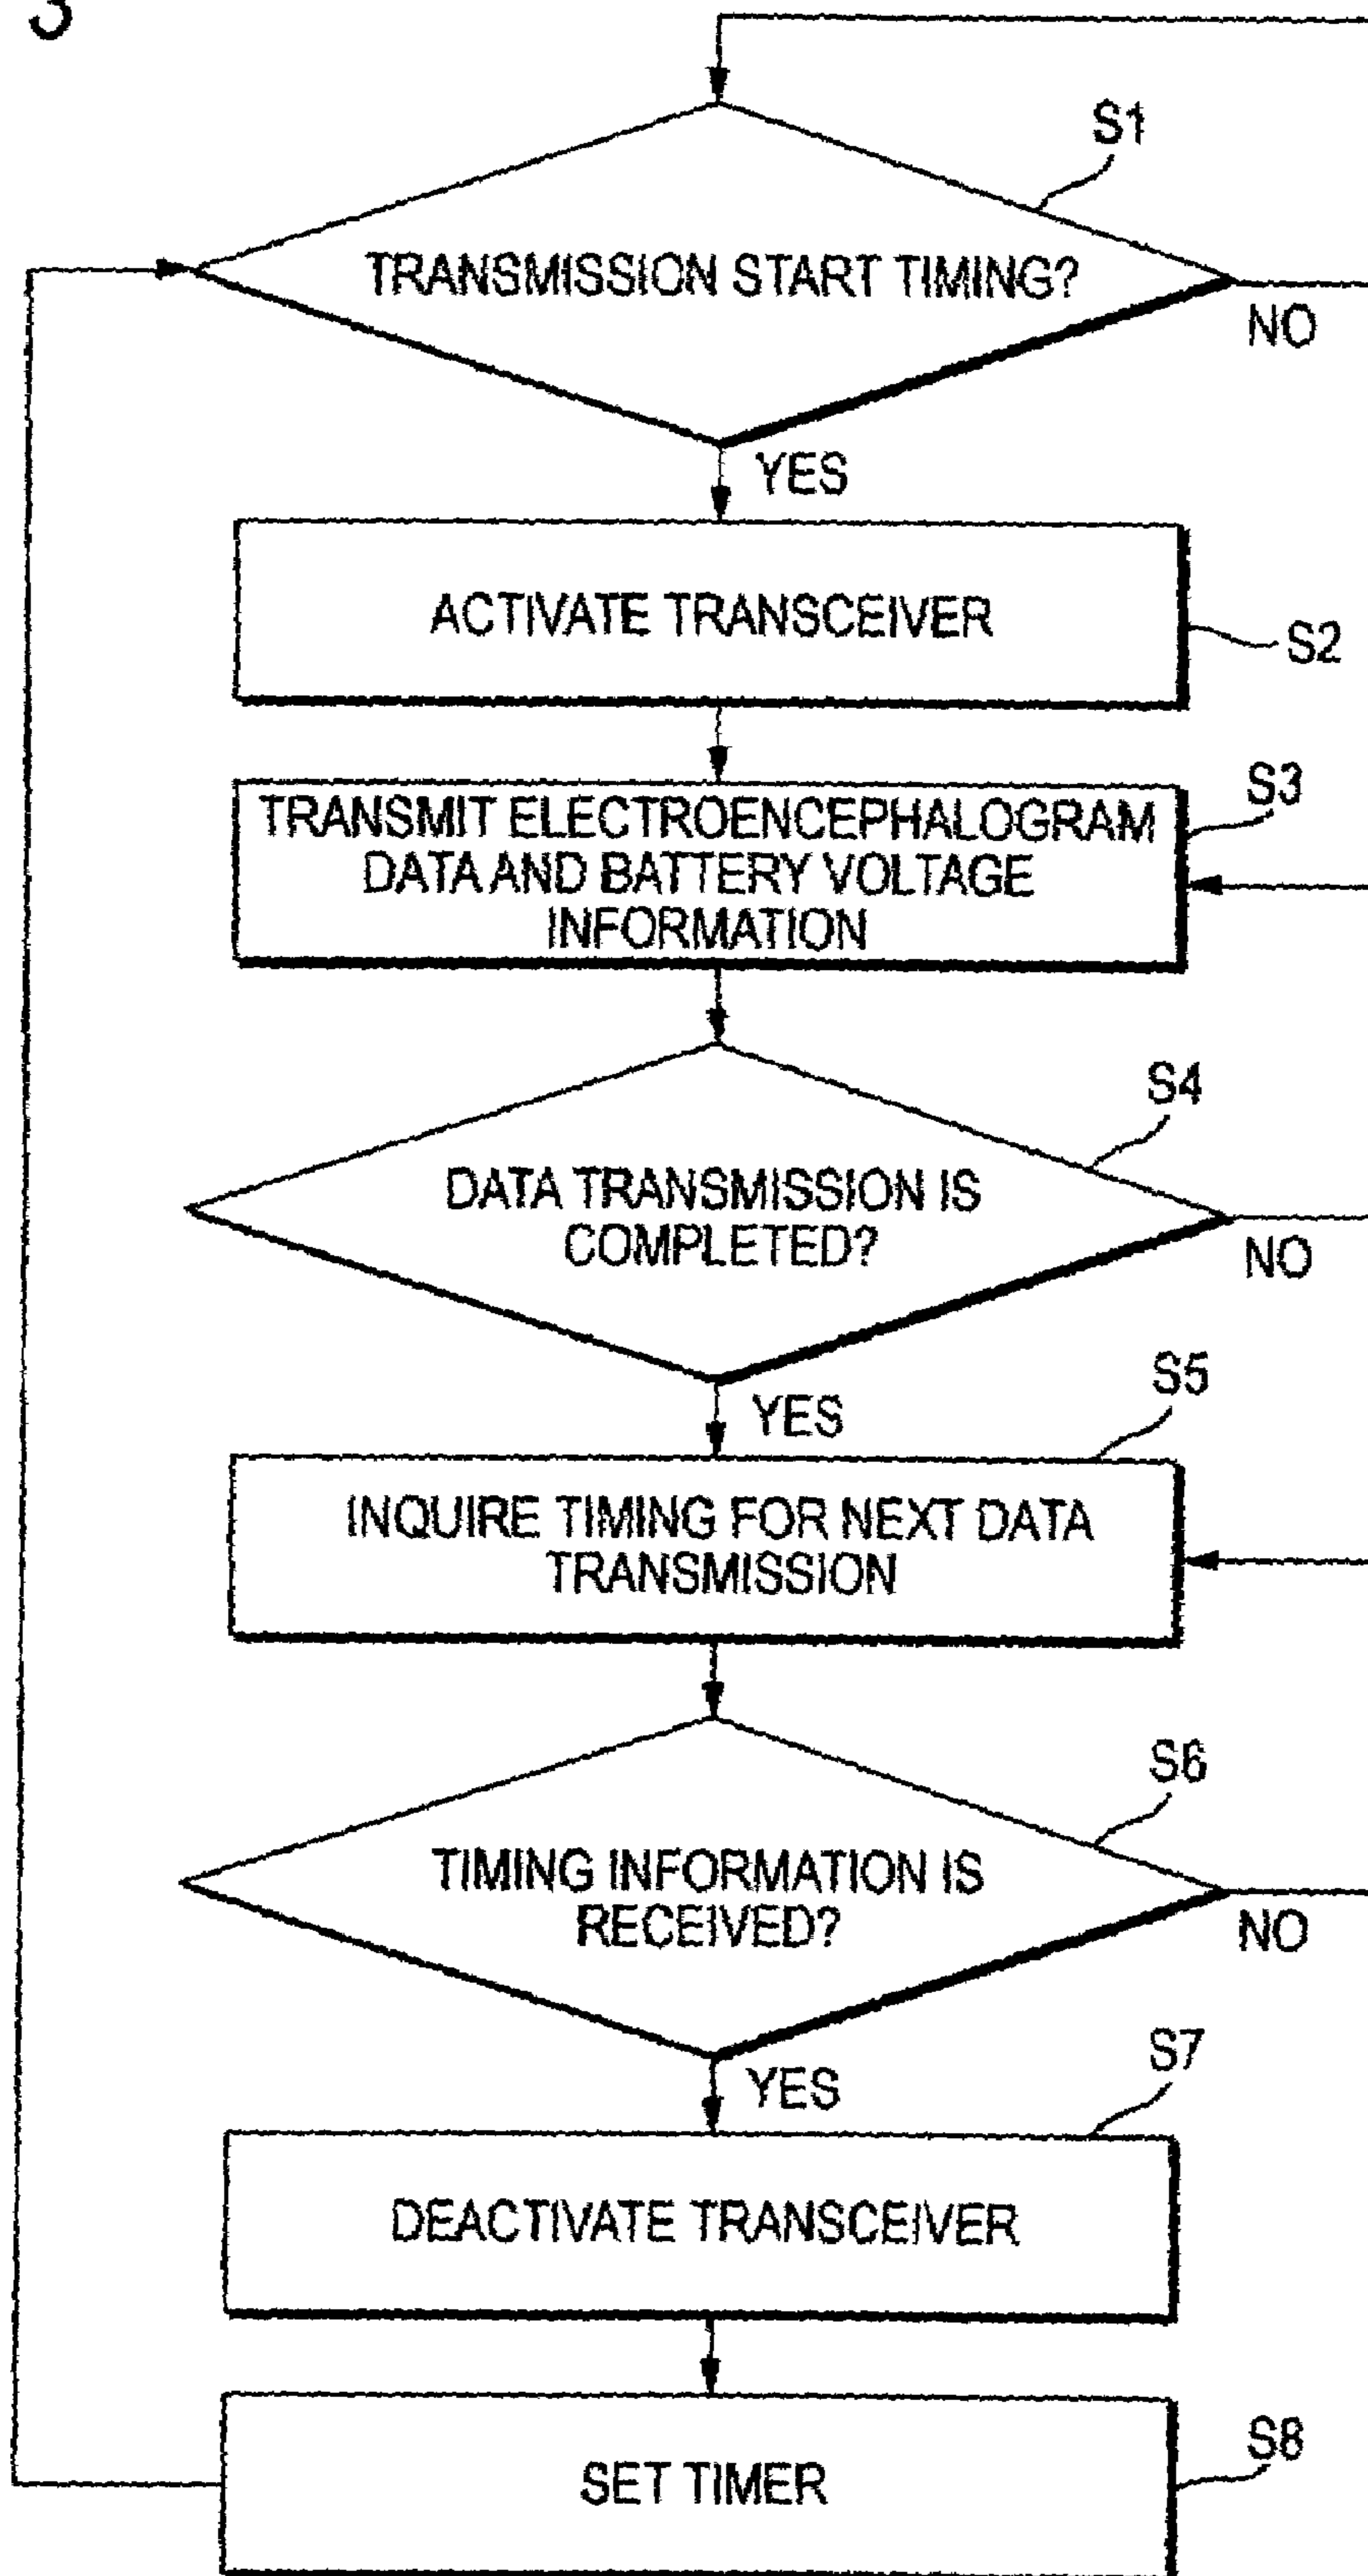 3
S1
TRANSMISSION START TIMING?
NO
YES
ACTIVATE TRANSCEIVER
S2
S3
TRANSMIT ELECTROENCEPHALOGRAM
DATA AND BATTERY VOLTAGE
INFORMATION
S4
DATA TRANSMISSION IS
COMPLETED?
NO
S5
YES
INQUIRE TIMING FOR NEXT DATA
TRANSMISSION
S6
TIMING INFORMATION IS
RECEIVED?
NO
S7
YES
DEACTIVATE TRANSCEIVER
S8
SET TIMER